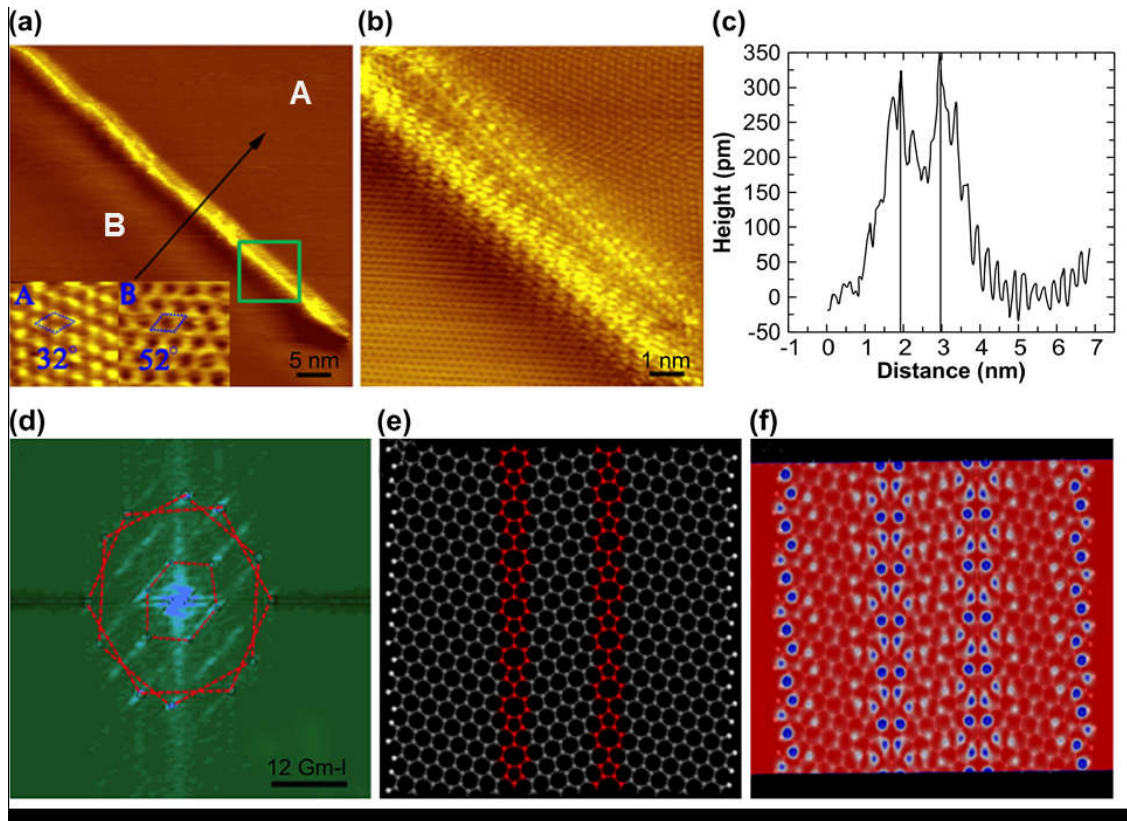 (a)
(b)
(c)
A
B
A
B
32°
52°
5 nm
1 nm
350
300
250
200
150
100
50
0
-50
Height (pm)
-1 0 1 2 3 4 5 6 7
Distance (nm)
(d)
(e)
(f)
12 Gm-l